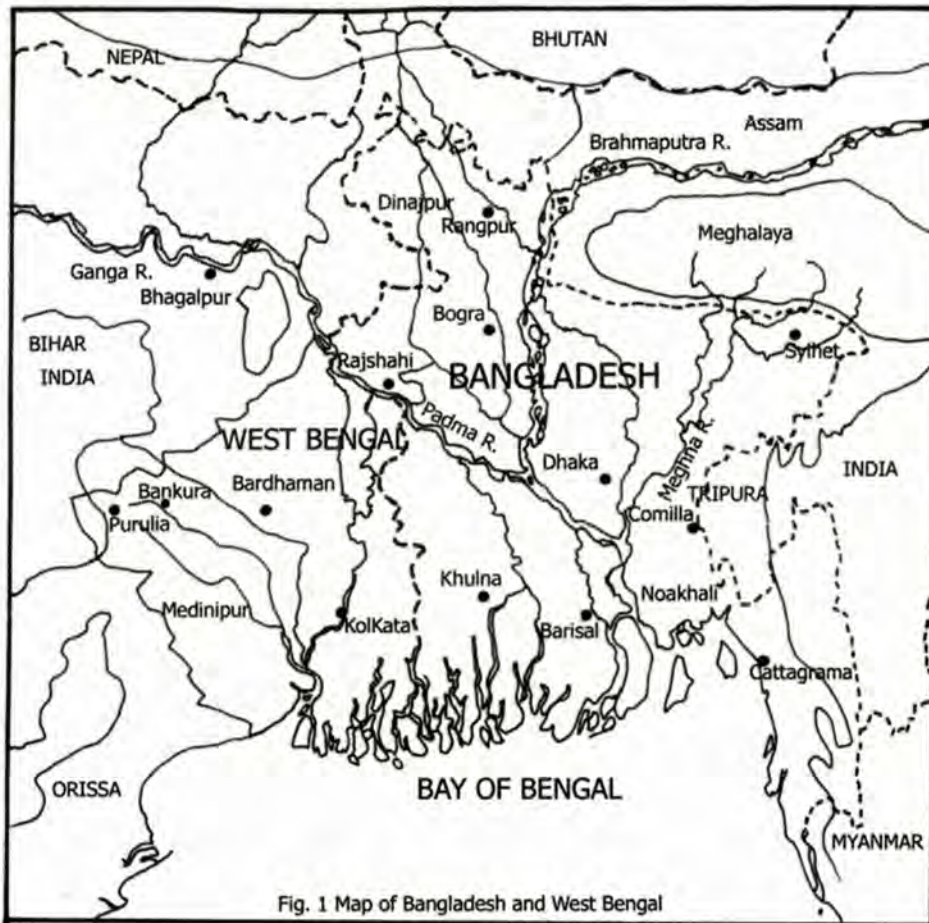 NEPAL
BHUTAN
Assam
Brahmaputra R.
Dinajpur
Rangpur
Meghalaya
Ganga R.
Bhagalpur
Bogra
Sylhet
BIHAR
INDIA
Rajshahi
BANGLADESH
Padma R.
WEST BENGAL
Meghna R.
Dhaka
INDIA
Bankura
Bardhaman
TRIPURA
Purulia
Comilla
Khulna
Noakhali
Medinipur
KolKata
Barisal
Cattagrama
ORISSA
BAY OF BENGAL
MYANMAR
Fig. 1 Map of Bangladesh and West Bengal